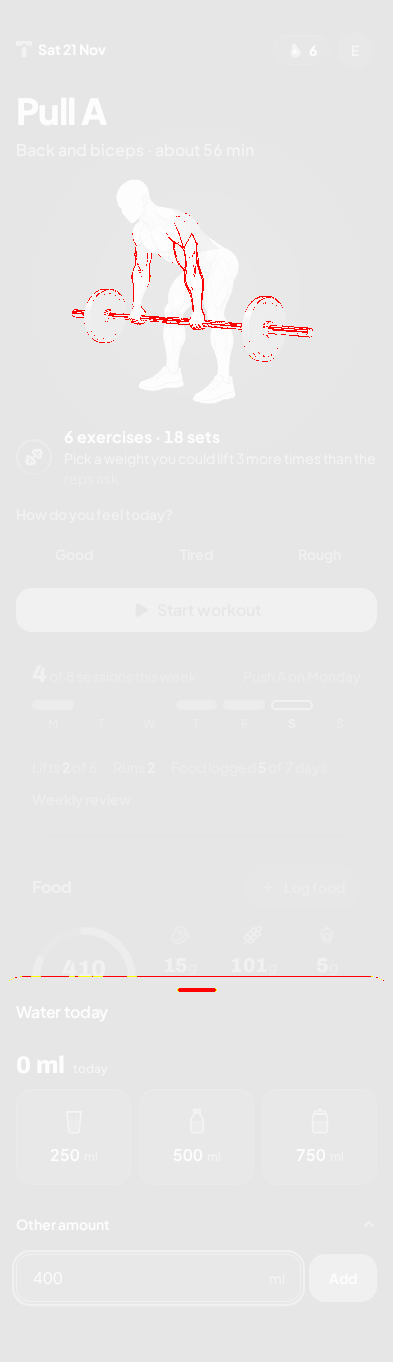 Sat 21 Nov
6
E
Pull A
Back and biceps · about 56 min
6 exercises · 18 sets
Pick a weight you could lift 3 more times than the
reps ask.
How do you feel today?
Good Tired Rough
Start workout
4 of 8 sessions this week Push A on Monday
M T W T F S S
Lifts 2 of 6 Runs 2 Food logged 5 of 7 days
Weekly review
Food
Log food
410 15g 101g 5g
Water today
0 ml today
250 ml 500 ml 750 ml
Other amount
400 ml Add